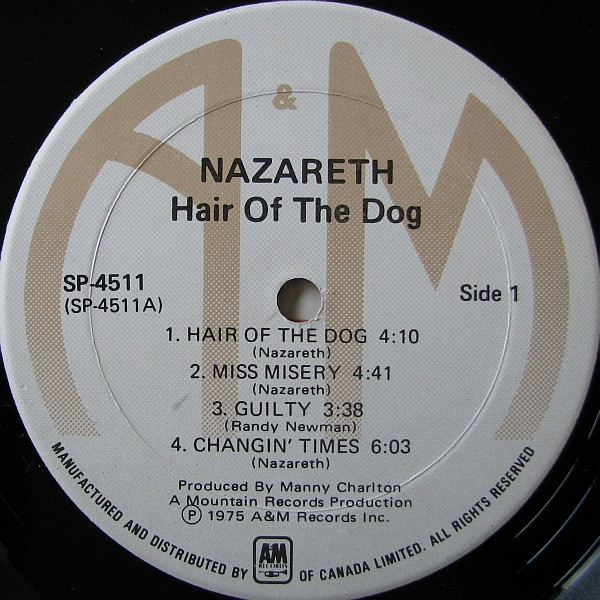 A & M
NAZARETH
Hair Of The Dog
SP-4511
(SP-4511A)
Side 1
1. HAIR OF THE DOG 4:10
(Nazareth)
2. MISS MISERY 4:41
(Nazareth)
3. GUILTY 3:38
(Randy Newman)
4. CHANGIN' TIMES 6:03
(Nazareth)
Produced By Manny Charlton
A Mountain Records Production
Ⓟ 1975 A&M Records Inc.
MANUFACTURED AND DISTRIBUTED BY A&M RECORDS OF CANADA LIMITED. ALL RIGHTS RESERVED